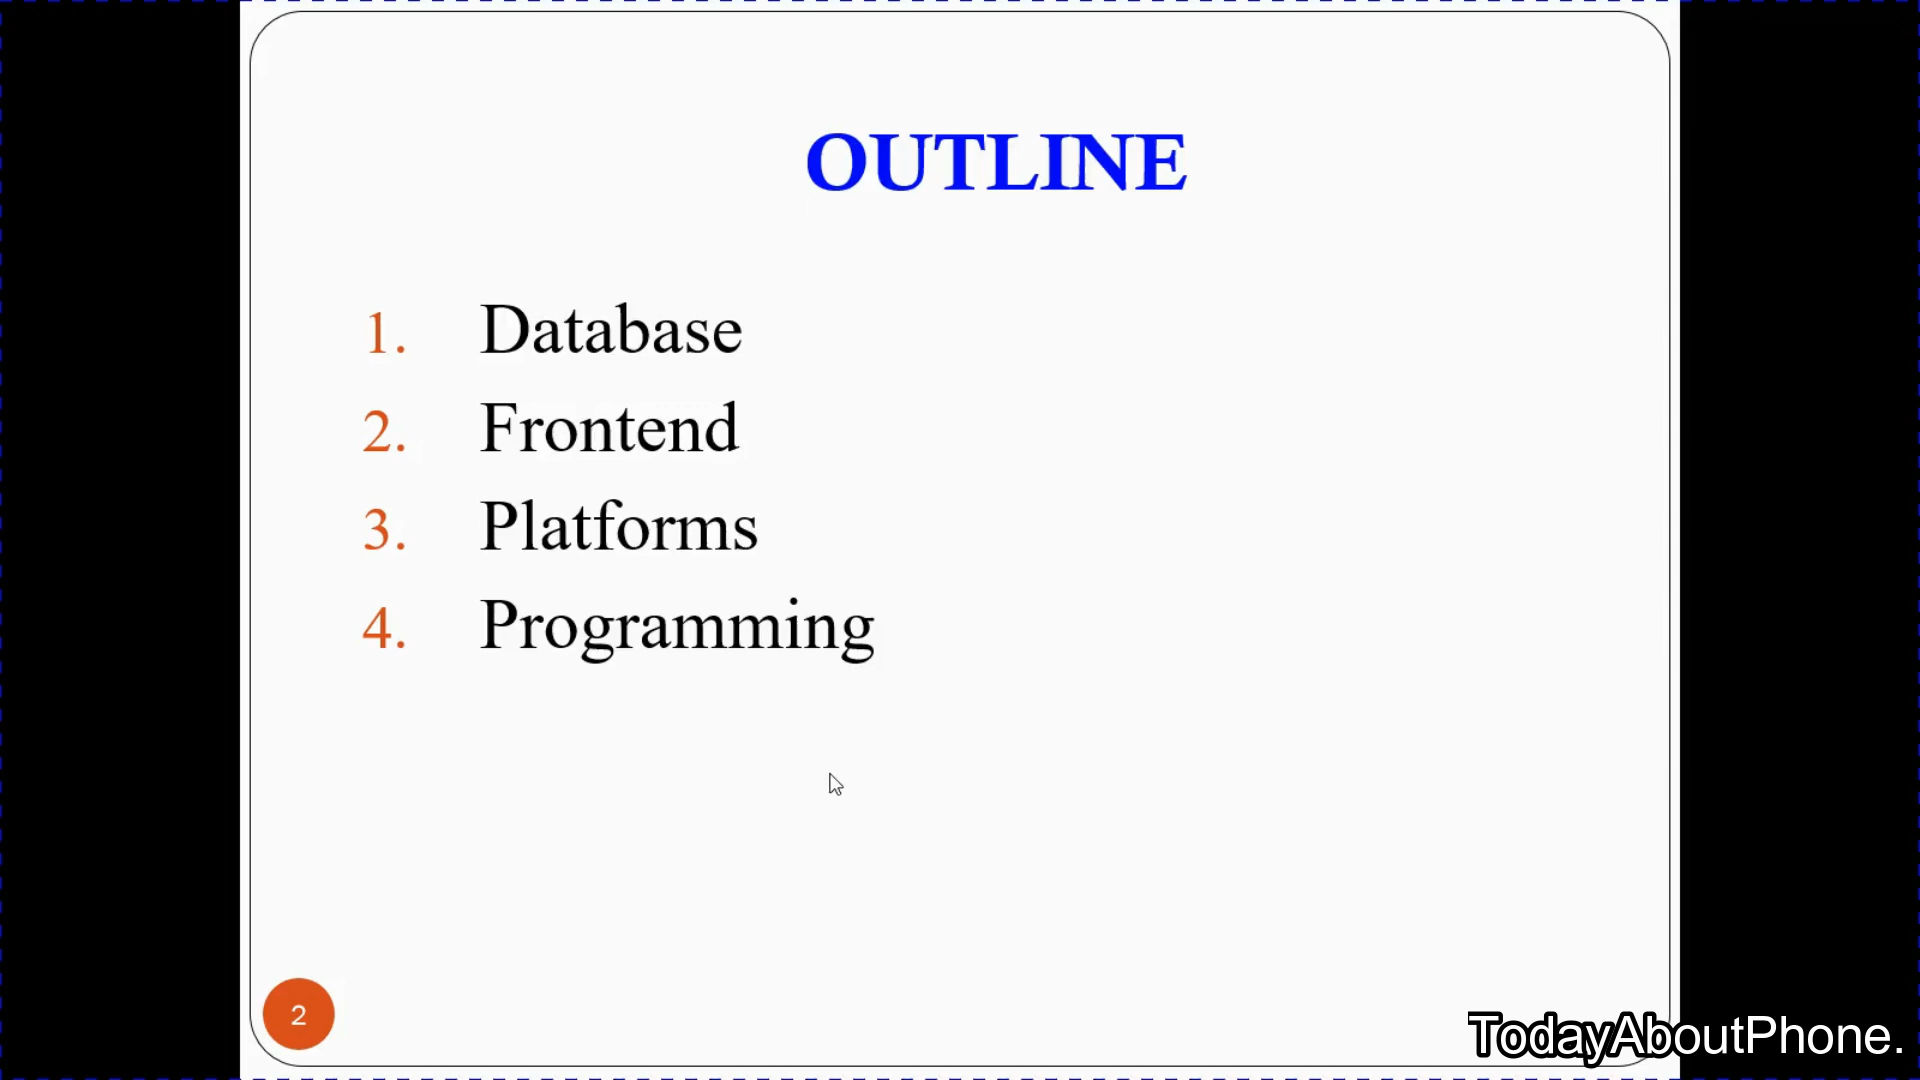 OUTLINE
1. Database
2. Frontend
3. Platforms
4. Programming
2
TodayAboutPhone.